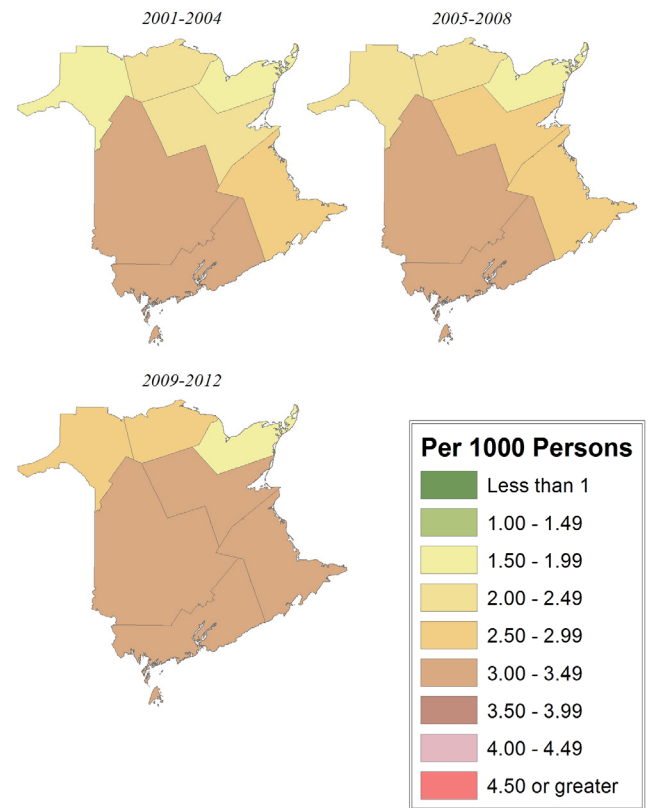 2001-2004
2005-2008
2009-2012
Per 1000 Persons
Less than 1
1.00 - 1.49
1.50 - 1.99
2.00 - 2.49
2.50 - 2.99
3.00 - 3.49
3.50 - 3.99
4.00 - 4.49
4.50 or greater